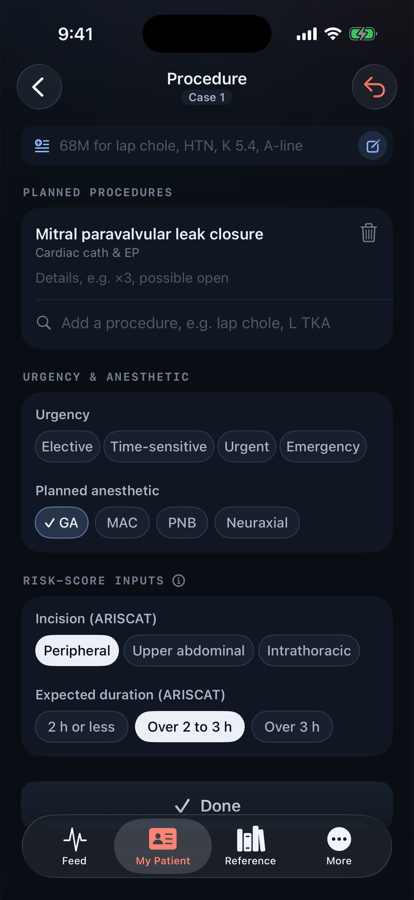 9:41
Procedure
Case 1
68M for lap chole, HTN, K 5.4, A-line
PLANNED PROCEDURES
Mitral paravalvular leak closure
Cardiac cath & EP
Details, e.g. ×3, possible open
Add a procedure, e.g. lap chole, L TKA
URGENCY & ANESTHETIC
Urgency
Elective Time-sensitive Urgent Emergency
Planned anesthetic
✓ GA MAC PNB Neuraxial
RISK-SCORE INPUTS
Incision (ARISCAT)
Peripheral Upper abdominal Intrathoracic
Expected duration (ARISCAT)
2 h or less Over 2 to 3 h Over 3 h
✓ Done
Feed My Patient Reference More